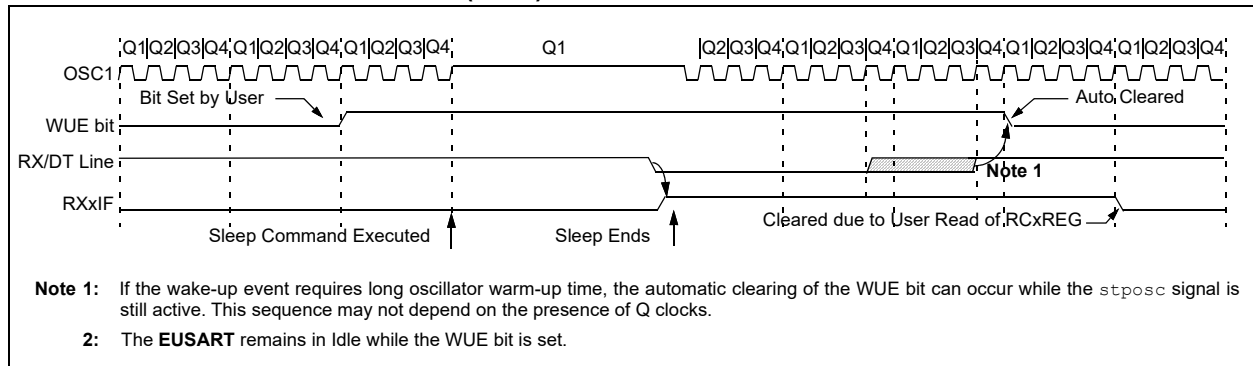 Q1|Q2|Q3|Q4|Q1|Q2|Q3|Q4|Q1|Q2|Q3|Q4 Q1 |Q2|Q3|Q4|Q1|Q2|Q3|Q4|Q1|Q2|Q3|Q4|Q1|Q2|Q3|Q4|Q1|Q2|Q3|Q4
OSC1
Bit Set by User
Auto Cleared
WUE bit
RX/DT Line
Note 1
RXxIF
Cleared due to User Read of RCxREG
Sleep Command Executed
Sleep Ends
Note 1: If the wake-up event requires long oscillator warm-up time, the automatic clearing of the WUE bit can occur while the stposc signal is
still active. This sequence may not depend on the presence of Q clocks.
2: The EUSART remains in Idle while the WUE bit is set.